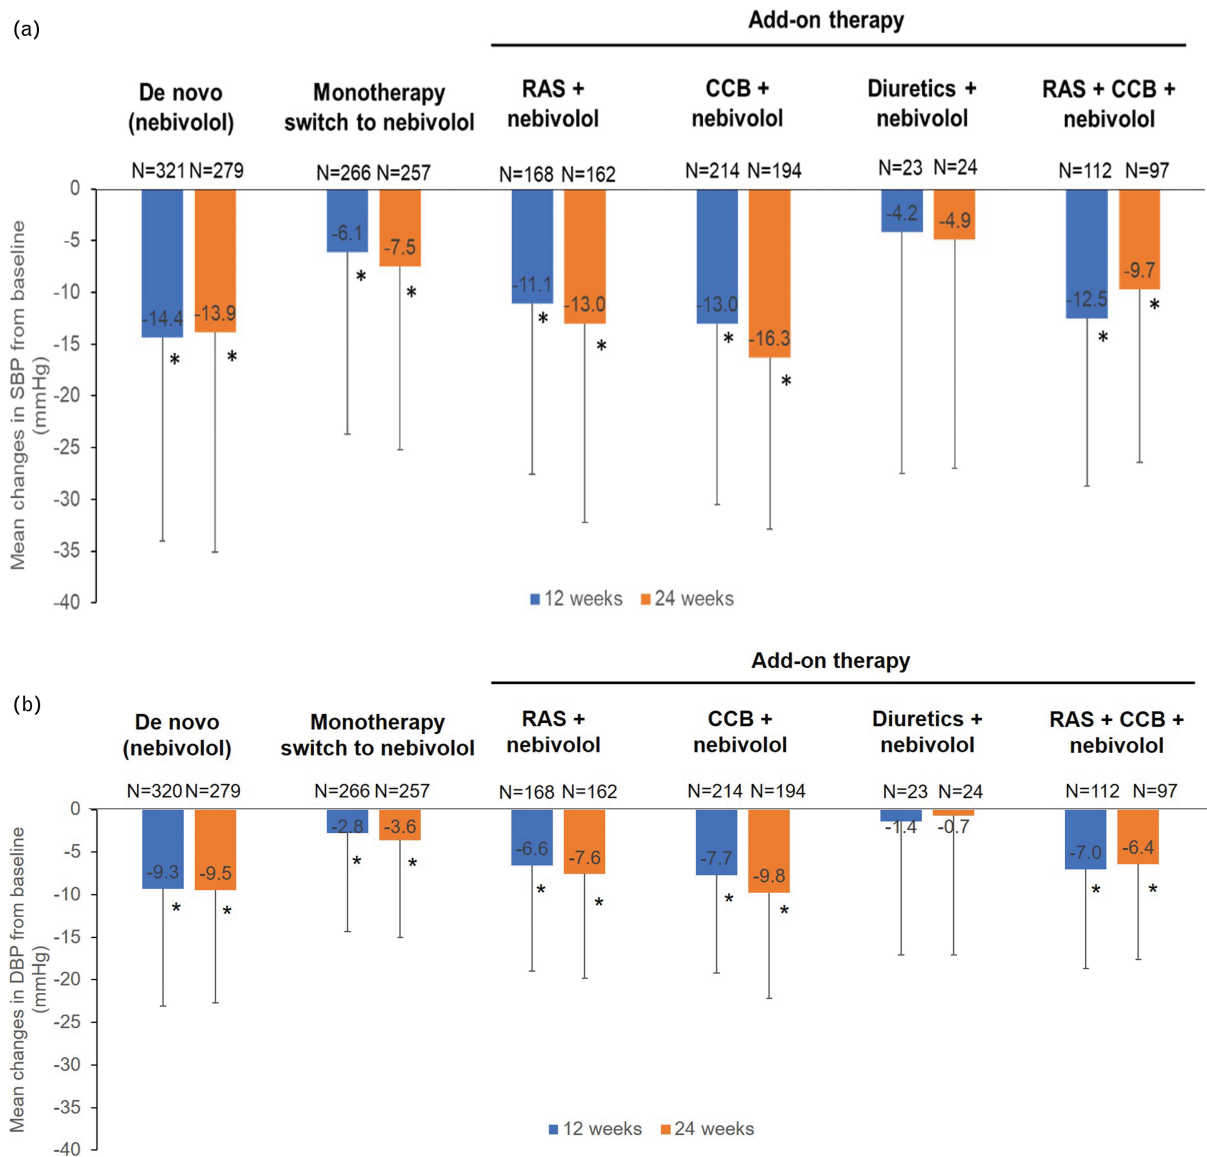 (a)
Add-on therapy
De novo
(nebivolol)
Monotherapy
switch to nebivolol
RAS +
nebivolol
CCB +
nebivolol
Diuretics +
nebivolol
RAS + CCB +
nebivolol
N=321 N=279
N=266 N=257
N=168 N=162
N=214 N=194
N=23 N=24
N=112 N=97
Mean changes in SBP from baseline
(mmHg)
0
-5
-10
-15
-20
-25
-30
-35
-40
-14.4 -13.9
* *
-6.1 -7.5
* *
-11.1 -13.0
* *
-13.0 -16.3
* *
-4.2 -4.9
-12.5 -9.7
* *
12 weeks 24 weeks
(b)
Add-on therapy
De novo
(nebivolol)
Monotherapy
switch to nebivolol
RAS +
nebivolol
CCB +
nebivolol
Diuretics +
nebivolol
RAS + CCB +
nebivolol
N=320 N=279
N=266 N=257
N=168 N=162
N=214 N=194
N=23 N=24
N=112 N=97
Mean changes in DBP from baseline
(mmHg)
0
-5
-10
-15
-20
-25
-30
-35
-40
-9.3 -9.5
* *
-2.8 -3.6
* *
-6.6 -7.6
* *
-7.7 -9.8
* *
-1.4 -0.7
-7.0 -6.4
* *
12 weeks 24 weeks